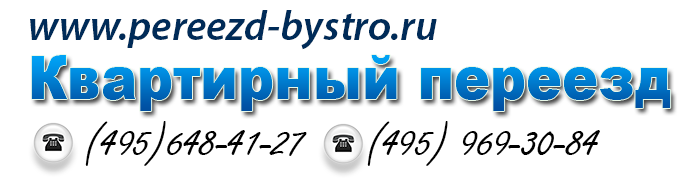 www.pereezd-bystro.ru
Квартирный переезд
(495)648-41-27 (495) 969-30-84